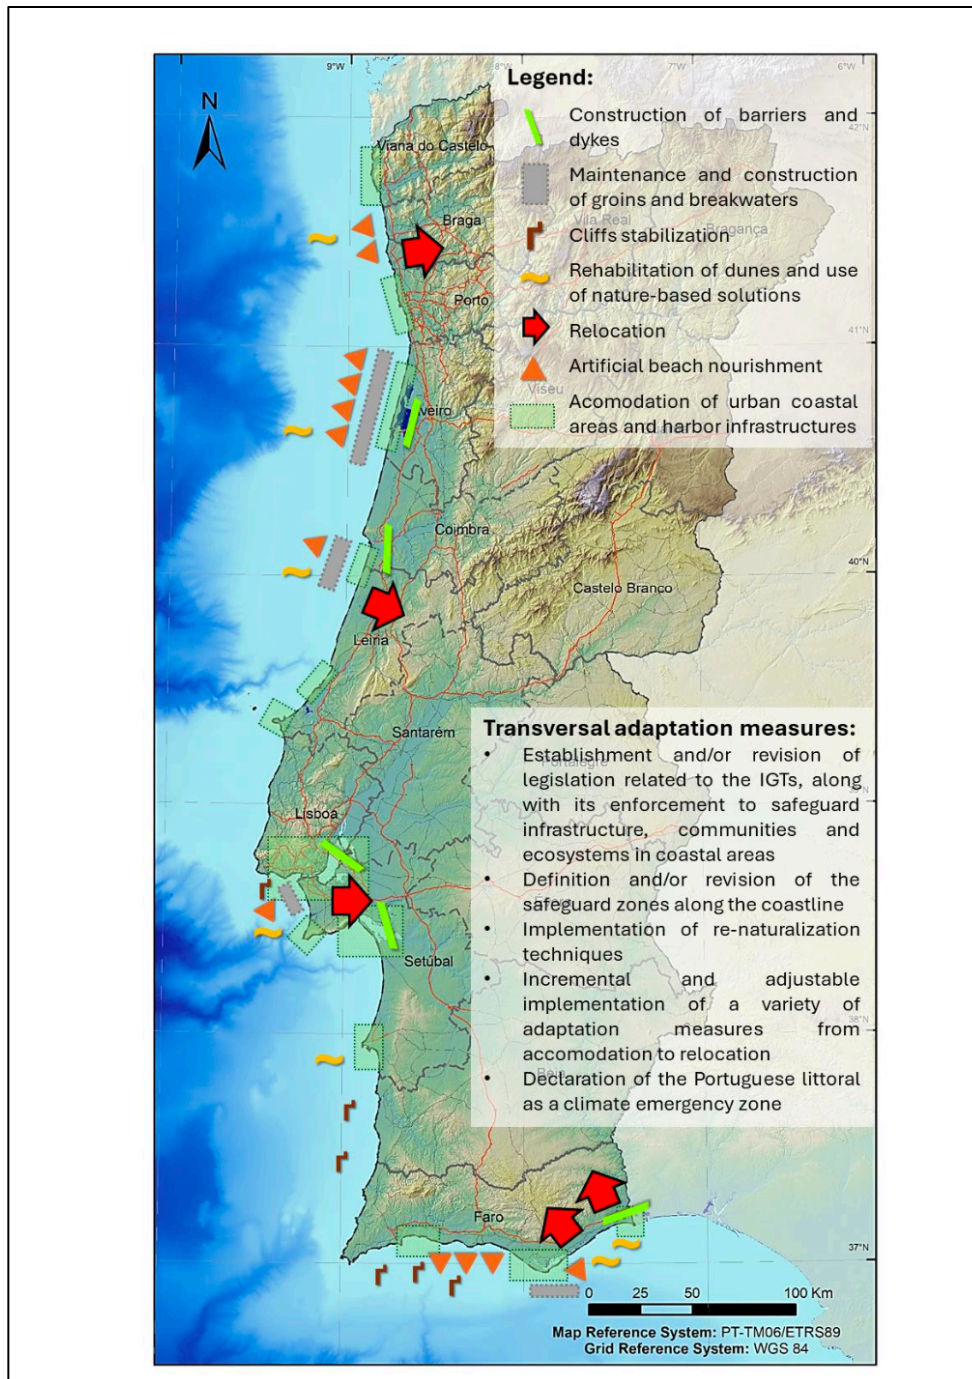 9°W
8°W
7°W
6°W
N
Legend:
Construction of barriers and
dykes
Maintenance and construction
of groins and breakwaters
Cliffs stabilization
Rehabilitation of dunes and use
of nature-based solutions
Relocation
Artificial beach nourishment
Acomodation of urban coastal
areas and harbor infrastructures
42°N
Viana do Castelo
Braga
Vila Real
Bragança
Porto
41°N
Viseu
veiro
Coimbra
40°N
Castelo Branco
Leiria
Santarém
Lisboa
Setúbal
Faro
Transversal adaptation measures:
• Establishment and/or revision of
legislation related to the IGTs, along
with its enforcement to safeguard
infrastructure, communities and
ecosystems in coastal areas
• Definition and/or revision of the
safeguard zones along the coastline
• Implementation of re-naturalization
techniques
• Incremental and adjustable
implementation of a variety of
adaptation measures from
accomodation to relocation
• Declaration of the Portuguese littoral
as a climate emergency zone
Portalegre
38°N
Beja
37°N
0 25 50 100 Km
Map Reference System: PT-TM06/ETRS89
Grid Reference System: WGS 84